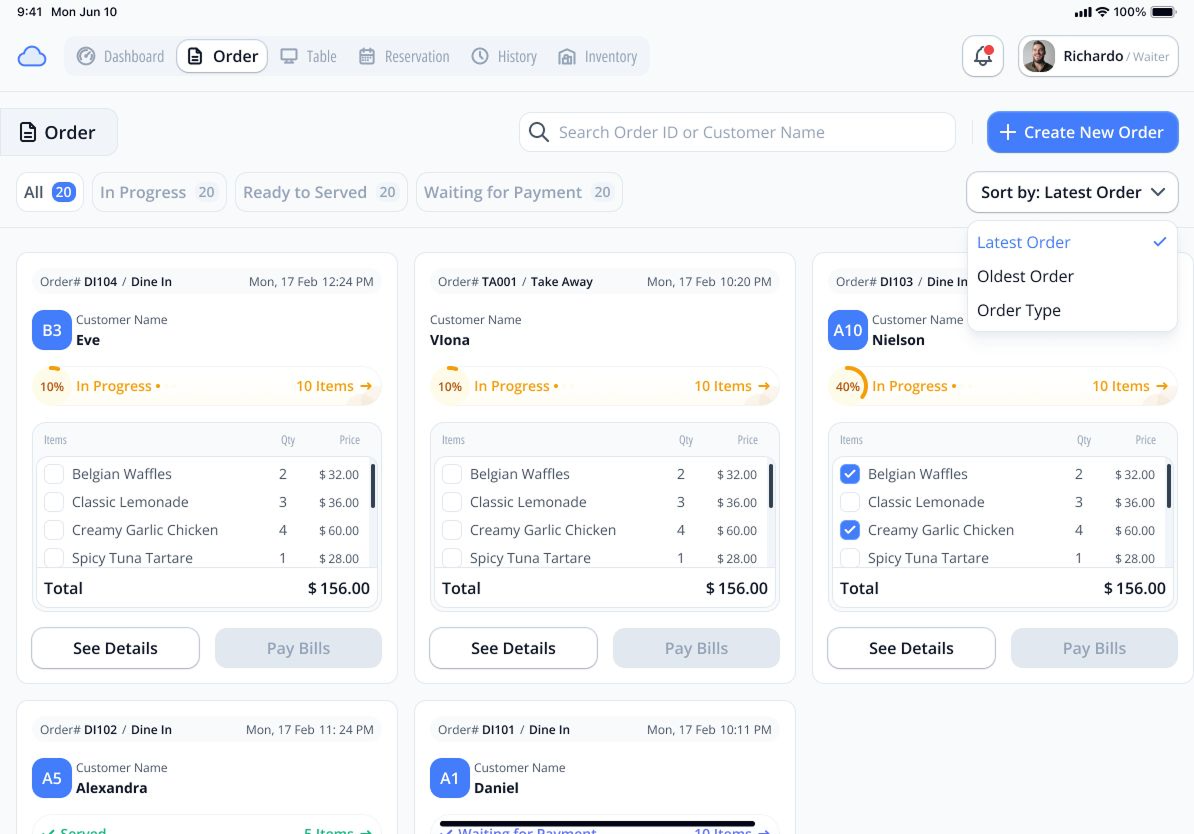 9:41 Mon Jun 10 100%
Dashboard Order Table Reservation History Inventory Richardo / Waiter
Order Search Order ID or Customer Name Create New Order
All 20 In Progress 20 Ready to Served 20 Waiting for Payment 20 Sort by: Latest Order
Latest Order
Oldest Order
Order Type
Order# DI104 / Dine In Mon, 17 Feb 12:24 PM
B3 Customer Name
Eve
10% In Progress • 10 Items →
Items Qty Price
Belgian Waffles 2 $ 32.00
Classic Lemonade 3 $ 36.00
Creamy Garlic Chicken 4 $ 60.00
Spicy Tuna Tartare 1 $ 28.00
Total $ 156.00
See Details Pay Bills
Order# TA001 / Take Away Mon, 17 Feb 10:20 PM
Customer Name
Vlona
10% In Progress • 10 Items →
Items Qty Price
Belgian Waffles 2 $ 32.00
Classic Lemonade 3 $ 36.00
Creamy Garlic Chicken 4 $ 60.00
Spicy Tuna Tartare 1 $ 28.00
Total $ 156.00
See Details Pay Bills
Order# DI103 / Dine In
A10 Customer Name
Nielson
40% In Progress • 10 Items →
Items Qty Price
Belgian Waffles 2 $ 32.00
Classic Lemonade 3 $ 36.00
Creamy Garlic Chicken 4 $ 60.00
Spicy Tuna Tartare 1 $ 28.00
Total $ 156.00
See Details Pay Bills
Order# DI102 / Dine In Mon, 17 Feb 11: 24 PM
A5 Customer Name
Alexandra
Served 5 Items →
Order# DI101 / Dine In Mon, 17 Feb 10:11 PM
A1 Customer Name
Daniel
Waiting for Payment 10 Items →